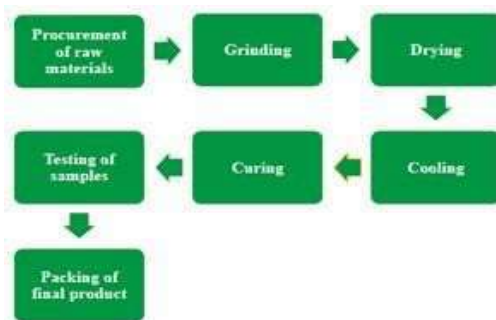 Procurement
of raw
materials
Grinding
Drying
Cooling
Curing
Testing of
samples
Packing of
final product